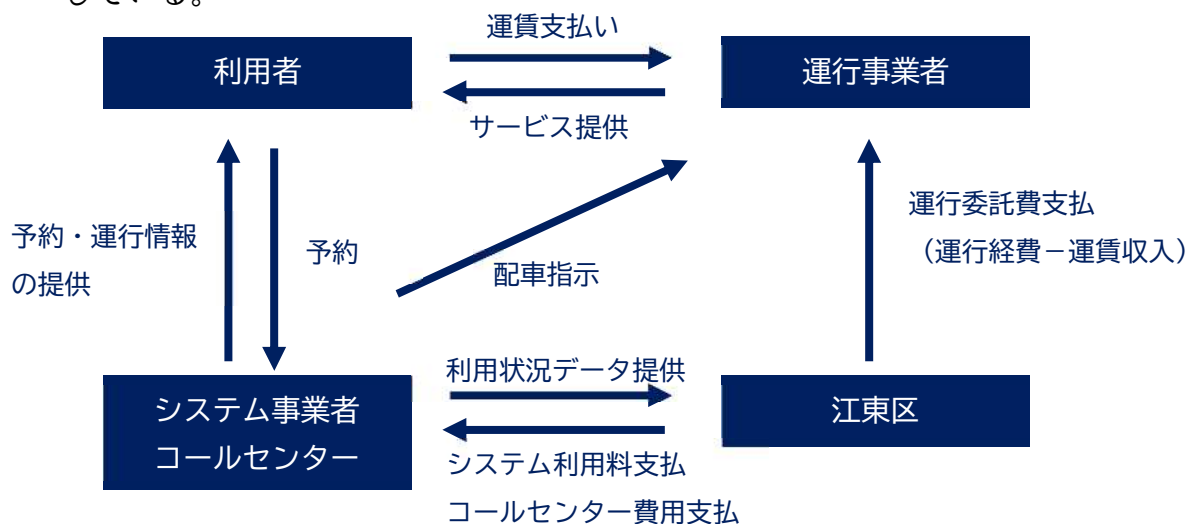 している。
運賃支払い
利用者
運行事業者
サービス提供
予約・運行情報
の提供
予約
配車指示
運行委託費支払
（運行経費－運賃収入）
利用状況データ提供
システム事業者
コールセンター
江東区
システム利用料支払
コールセンター費用支払